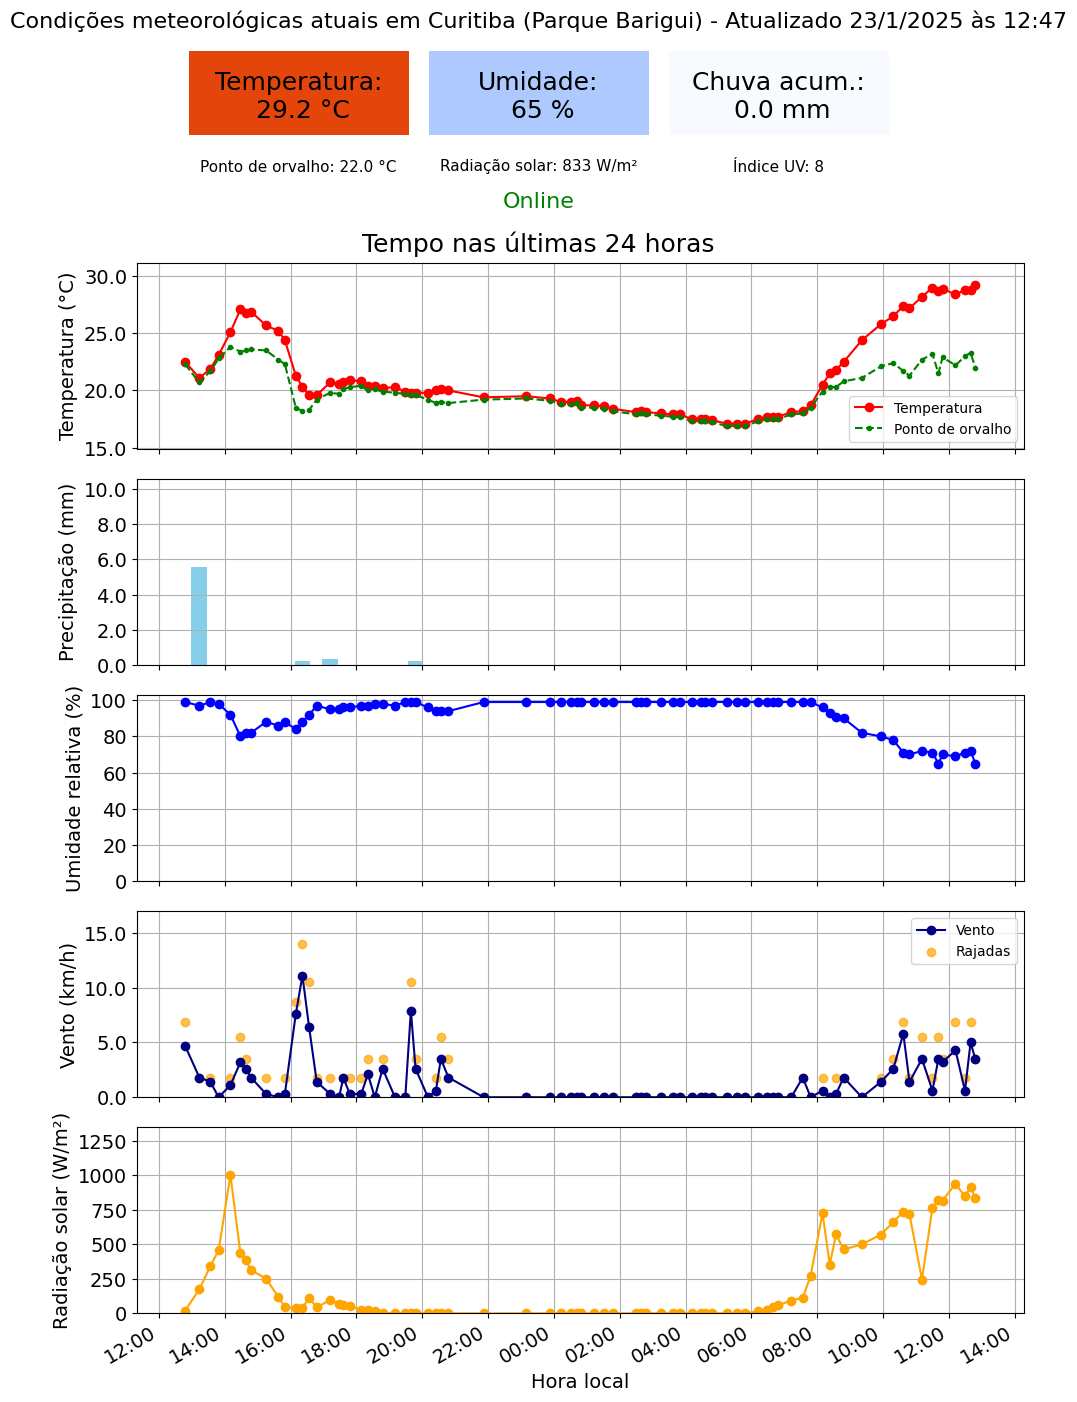 Condições meteorológicas atuais em Curitiba (Parque Barigui) - Atualizado 23/1/2025 às 12:47
Temperatura:
29.2 °C
Umidade:
65 %
Chuva acum.:
0.0 mm
Ponto de orvalho: 22.0 °C
Radiação solar: 833 W/m²
Índice UV: 8
Online
Tempo nas últimas 24 horas
Temperatura (°C)
30.0
25.0
20.0
15.0
Temperatura
Ponto de orvalho
Precipitação (mm)
10.0
8.0
6.0
4.0
2.0
0.0
Umidade relativa (%)
100
80
60
40
20
0
Vento (km/h)
15.0
10.0
5.0
0.0
Vento
Rajadas
Radiação solar (W/m²)
1250
1000
750
500
250
0
12:00
14:00
16:00
18:00
20:00
22:00
00:00
02:00
04:00
06:00
08:00
10:00
12:00
14:00
Hora local